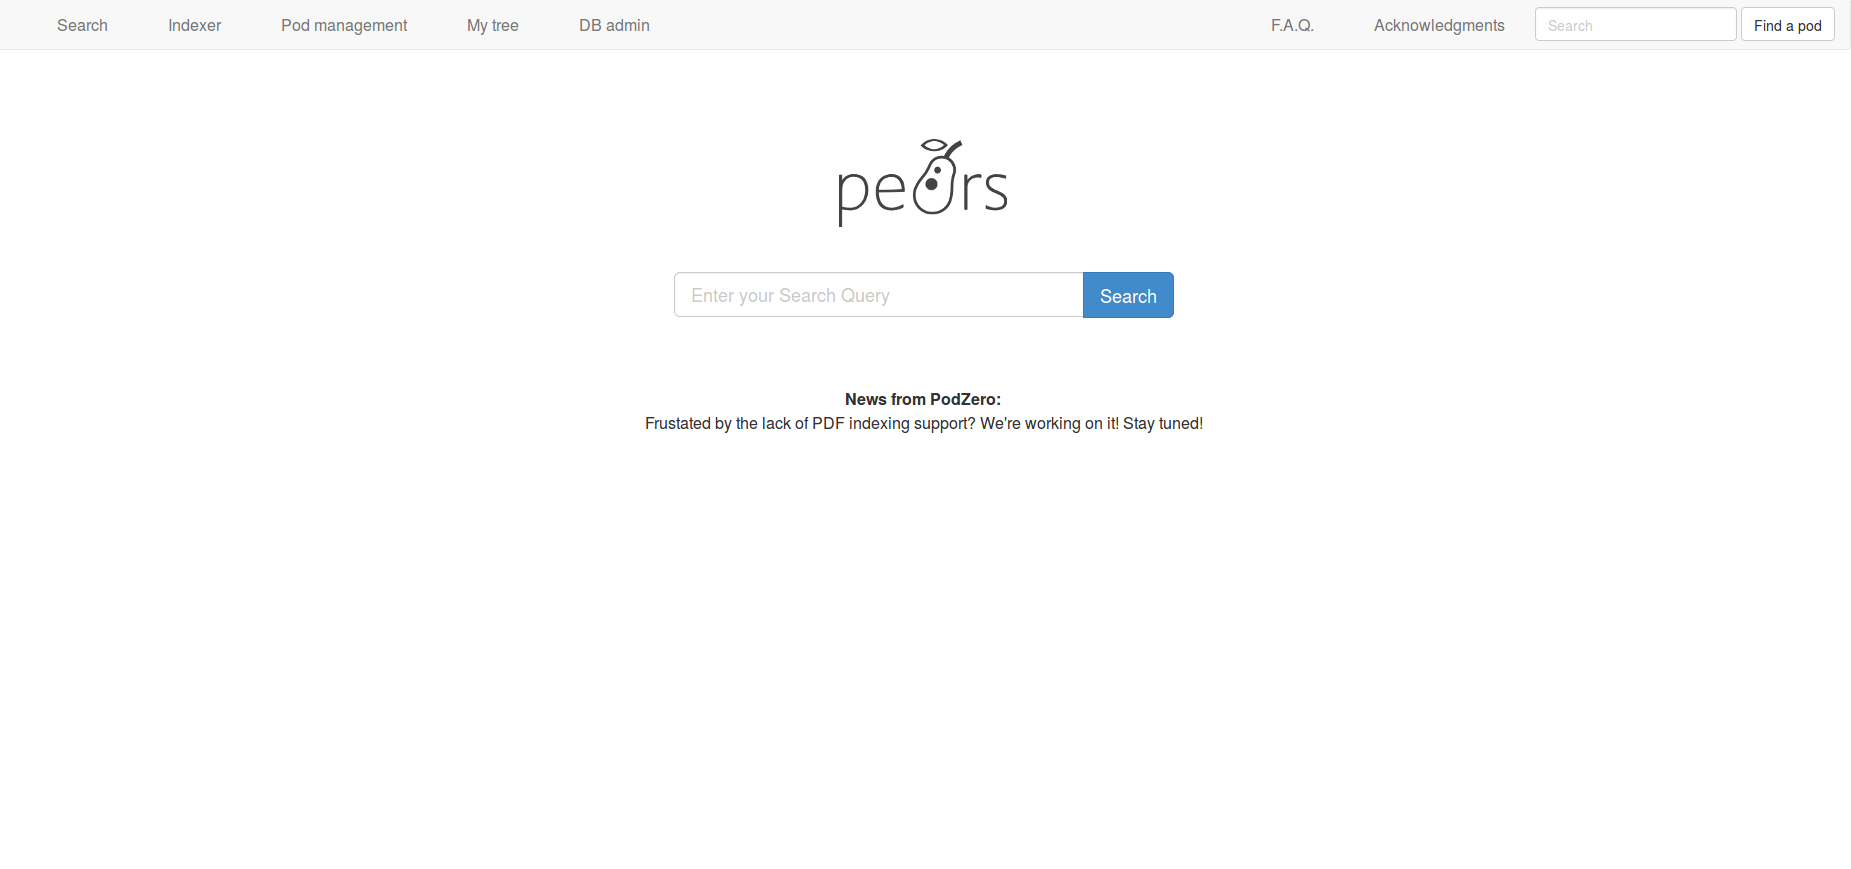 Search Indexer Pod management My tree DB admin F.A.Q. Acknowledgments Search Find a pod
pears
Enter your Search Query Search
News from PodZero:
Frustated by the lack of PDF indexing support? We're working on it! Stay tuned!